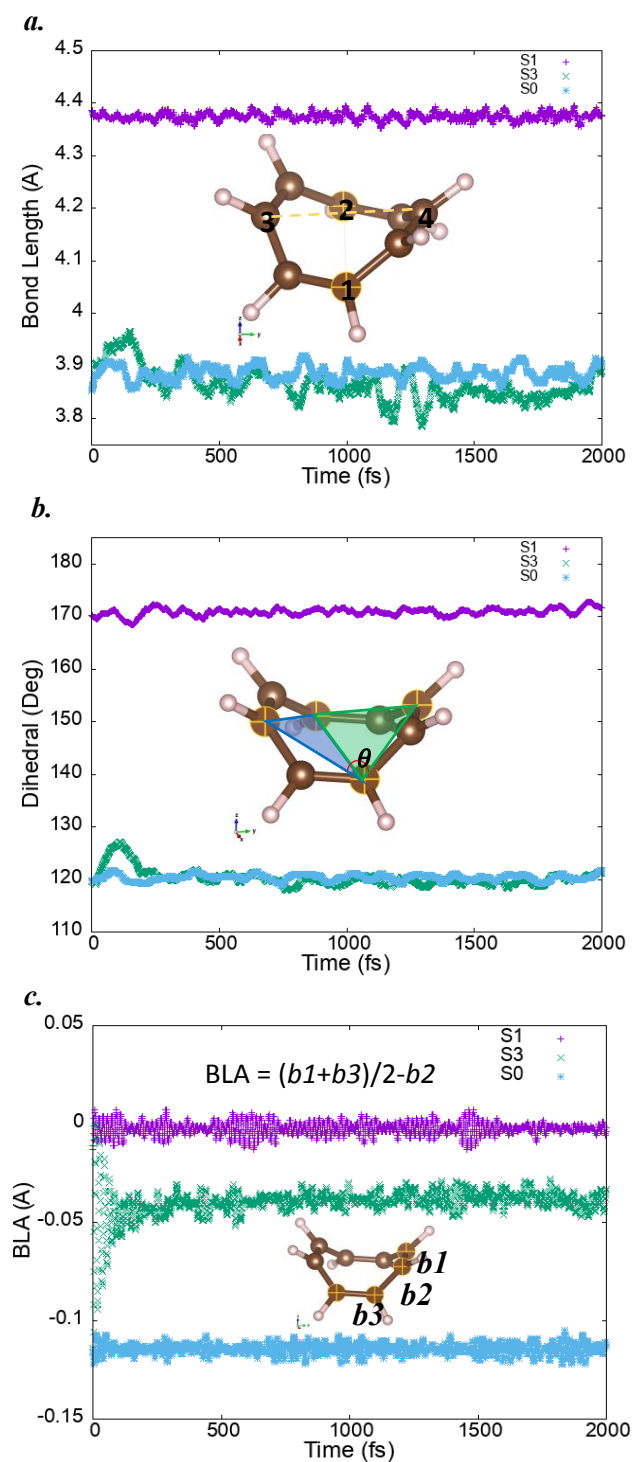 a.
4.5
4.4
4.3
4.2
4.1
4
3.9
3.8
Bond Length (A)
S1
S3
S0
3
2
4
1
z
y
x
0
500
1000
1500
2000
Time (fs)
b.
180
170
160
150
140
130
120
110
Dihedral (Deg)
S1
S3
S0
θ
z
y
x
0
500
1000
1500
2000
Time (fs)
c.
0.05
0
-0.05
-0.1
-0.15
BLA (A)
S1
S3
S0
BLA = (b1+b3)/2-b2
b1
b2
b3
0
500
1000
1500
2000
Time (fs)